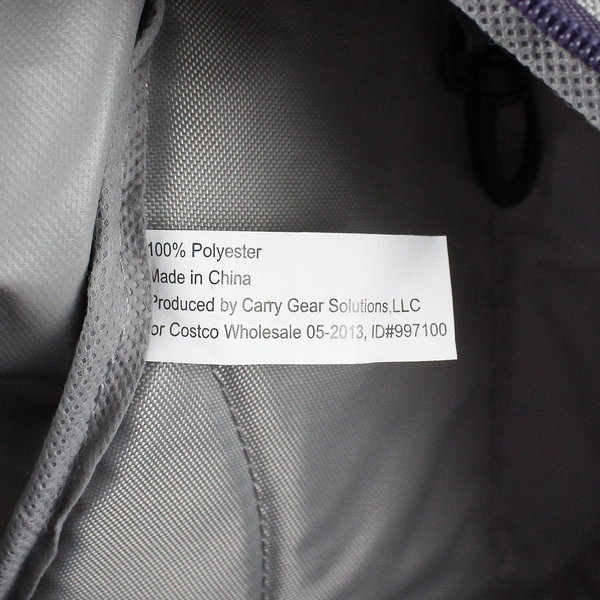 100% Polyester
Made in China
Produced by Carry Gear Solutions,LLC
or Costco Wholesale 05-2013, ID#997100